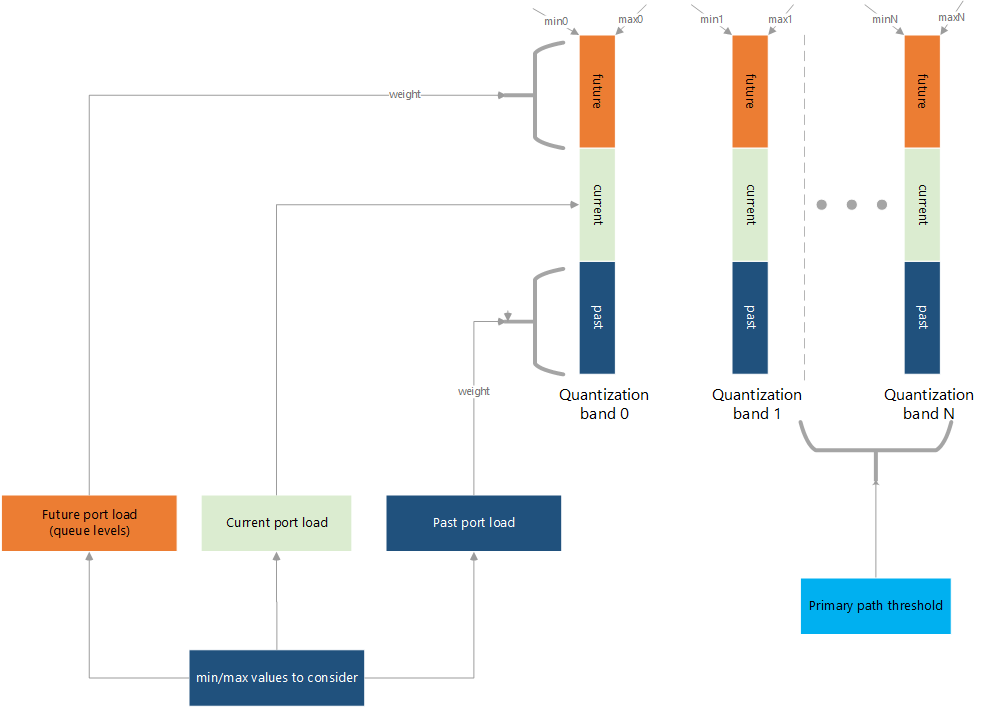 min0
max0
min1
max1
minN
maxN
future
future
future
weight
current
current
current
past
past
past
weight
Quantization
band 0
Quantization
band 1
Quantization
band N
Future port load
(queue levels)
Current port load
Past port load
Primary path threshold
min/max values to consider